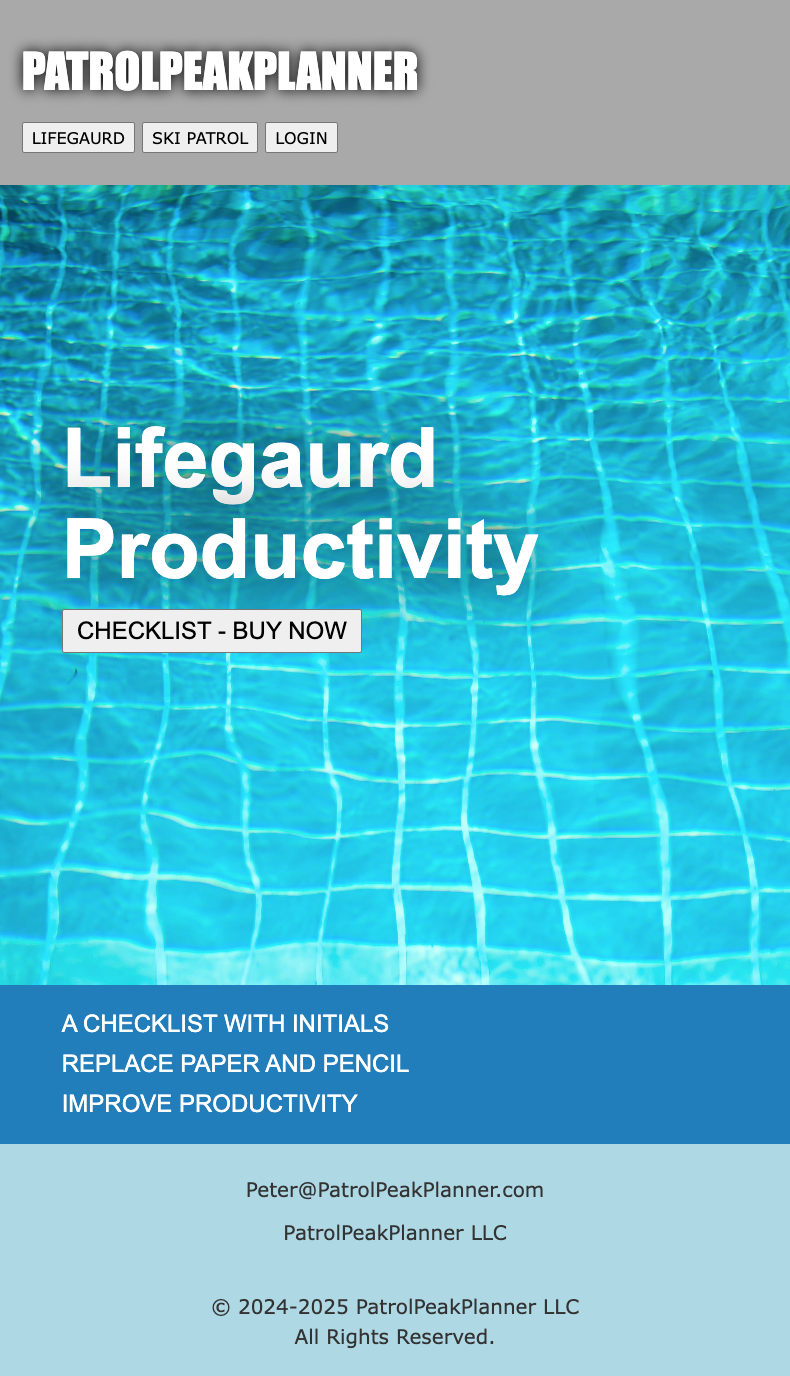 PATROLPEAKPLANNER
LIFEGAURD SKI PATROL LOGIN
Lifegaurd
Productivity
CHECKLIST - BUY NOW
A CHECKLIST WITH INITIALS
REPLACE PAPER AND PENCIL
IMPROVE PRODUCTIVITY
Peter@PatrolPeakPlanner.com
PatrolPeakPlanner LLC
© 2024-2025 PatrolPeakPlanner LLC
All Rights Reserved.